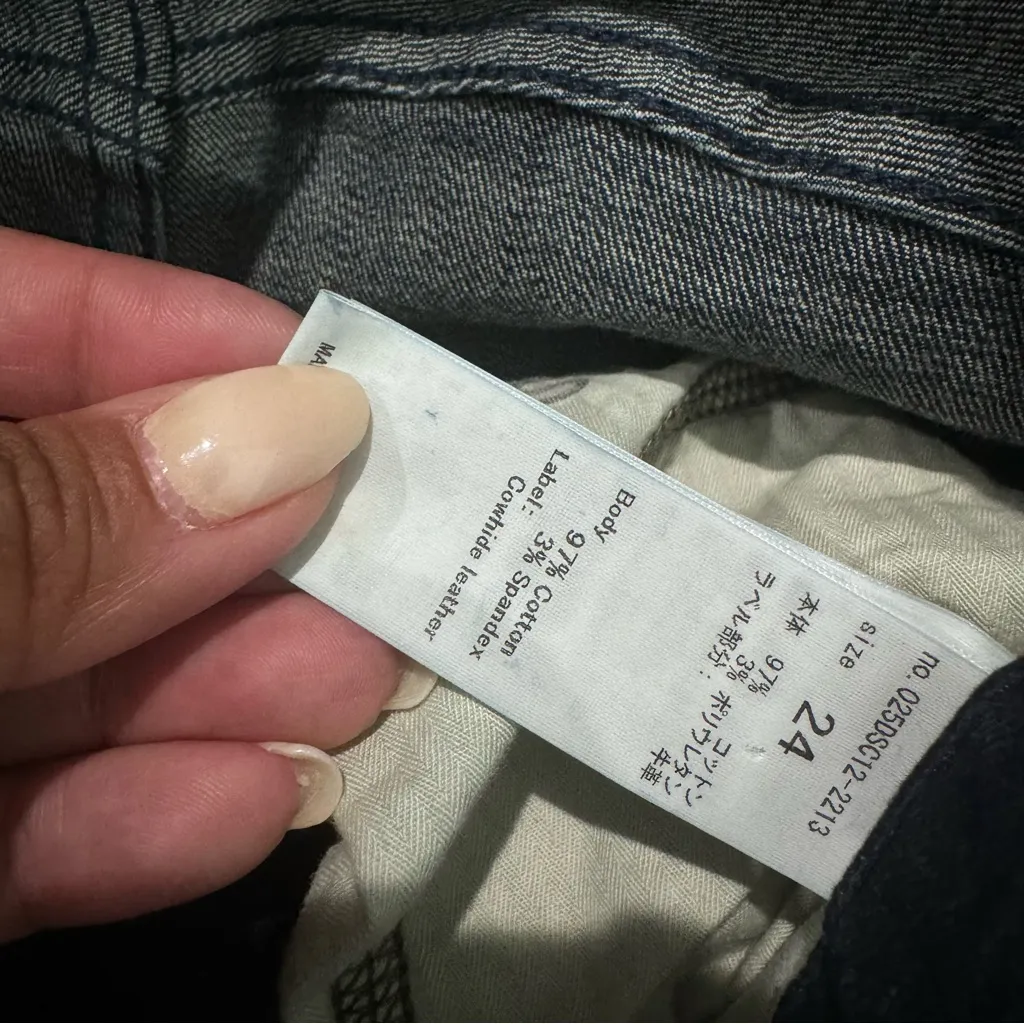 no. 025DSC12-2213
size 24
本体 97% コットン
3% ポリウレタン
ラベル部分: 牛革
Body 97% Cotton
3% Spandex
Label: Cowhide leather